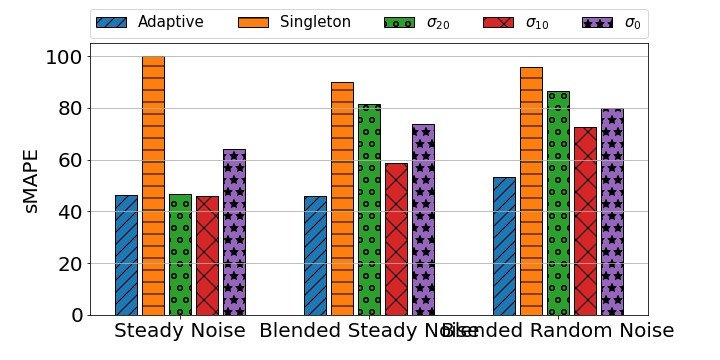 Adaptive Singleton σ20 σ10 σ0
100
80
60
40
20
0
sMAPE
Steady Noise Blended Steady Noise Blended Random Noise